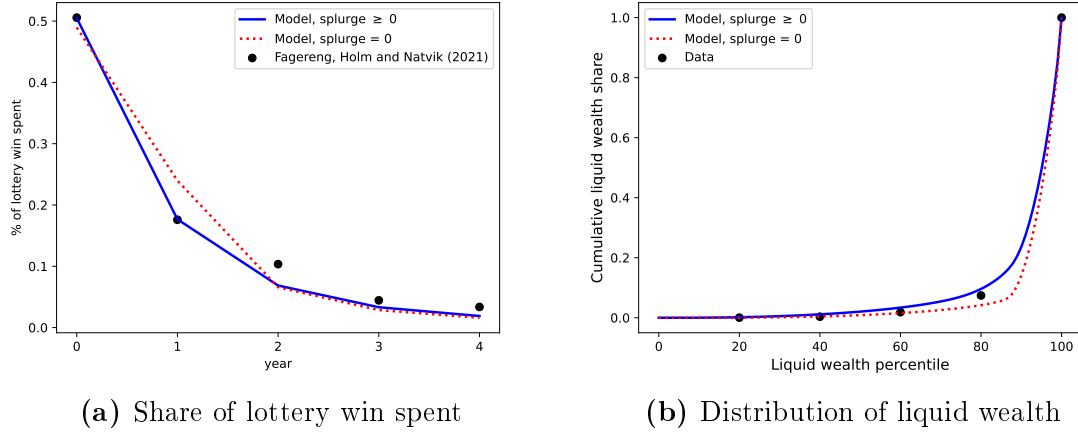 Model, splurge ≥ 0
Model, splurge = 0
Fagereng, Holm and Natvik (2021)
% of lottery win spent
0.5
0.4
0.3
0.2
0.1
0.0
0 1 2 3 4
year
(a) Share of lottery win spent
Model, splurge ≥ 0
Model, splurge = 0
Data
Cumulative liquid wealth share
1.0
0.8
0.6
0.4
0.2
0.0
0 20 40 60 80 100
Liquid wealth percentile
(b) Distribution of liquid wealth